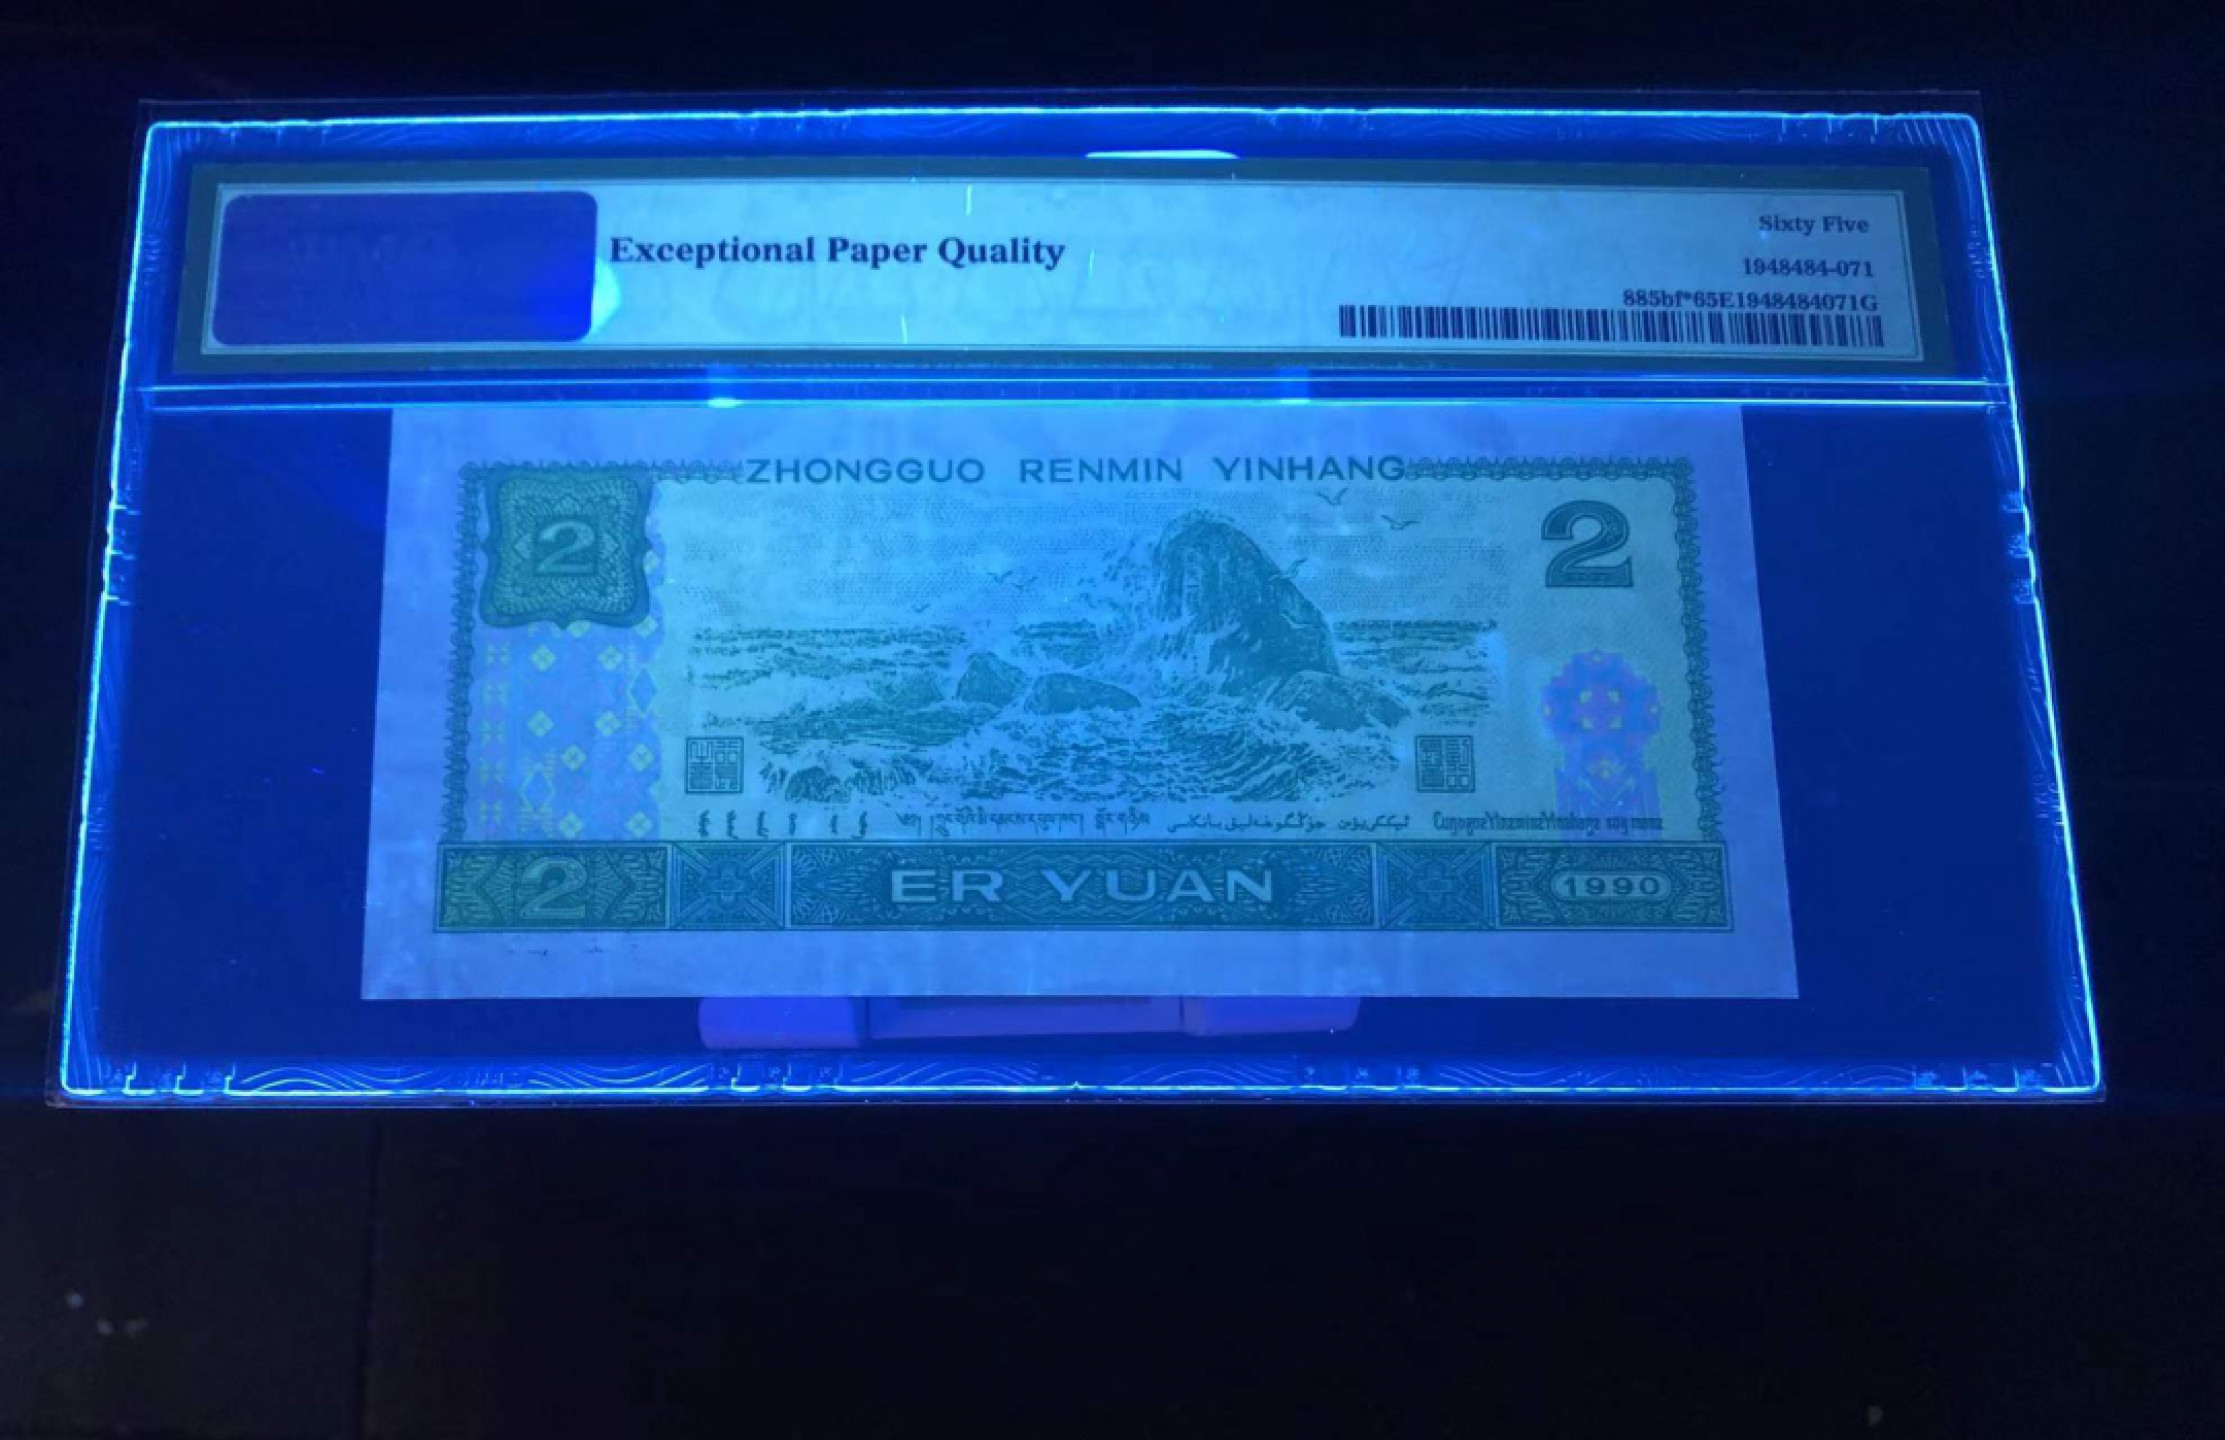 Exceptional Paper Quality
Sixty Five
1948484-071
885bf*65E1948484071G
ZHONGGUO RENMIN YINHANG
2
2
2
ER YUAN
1990